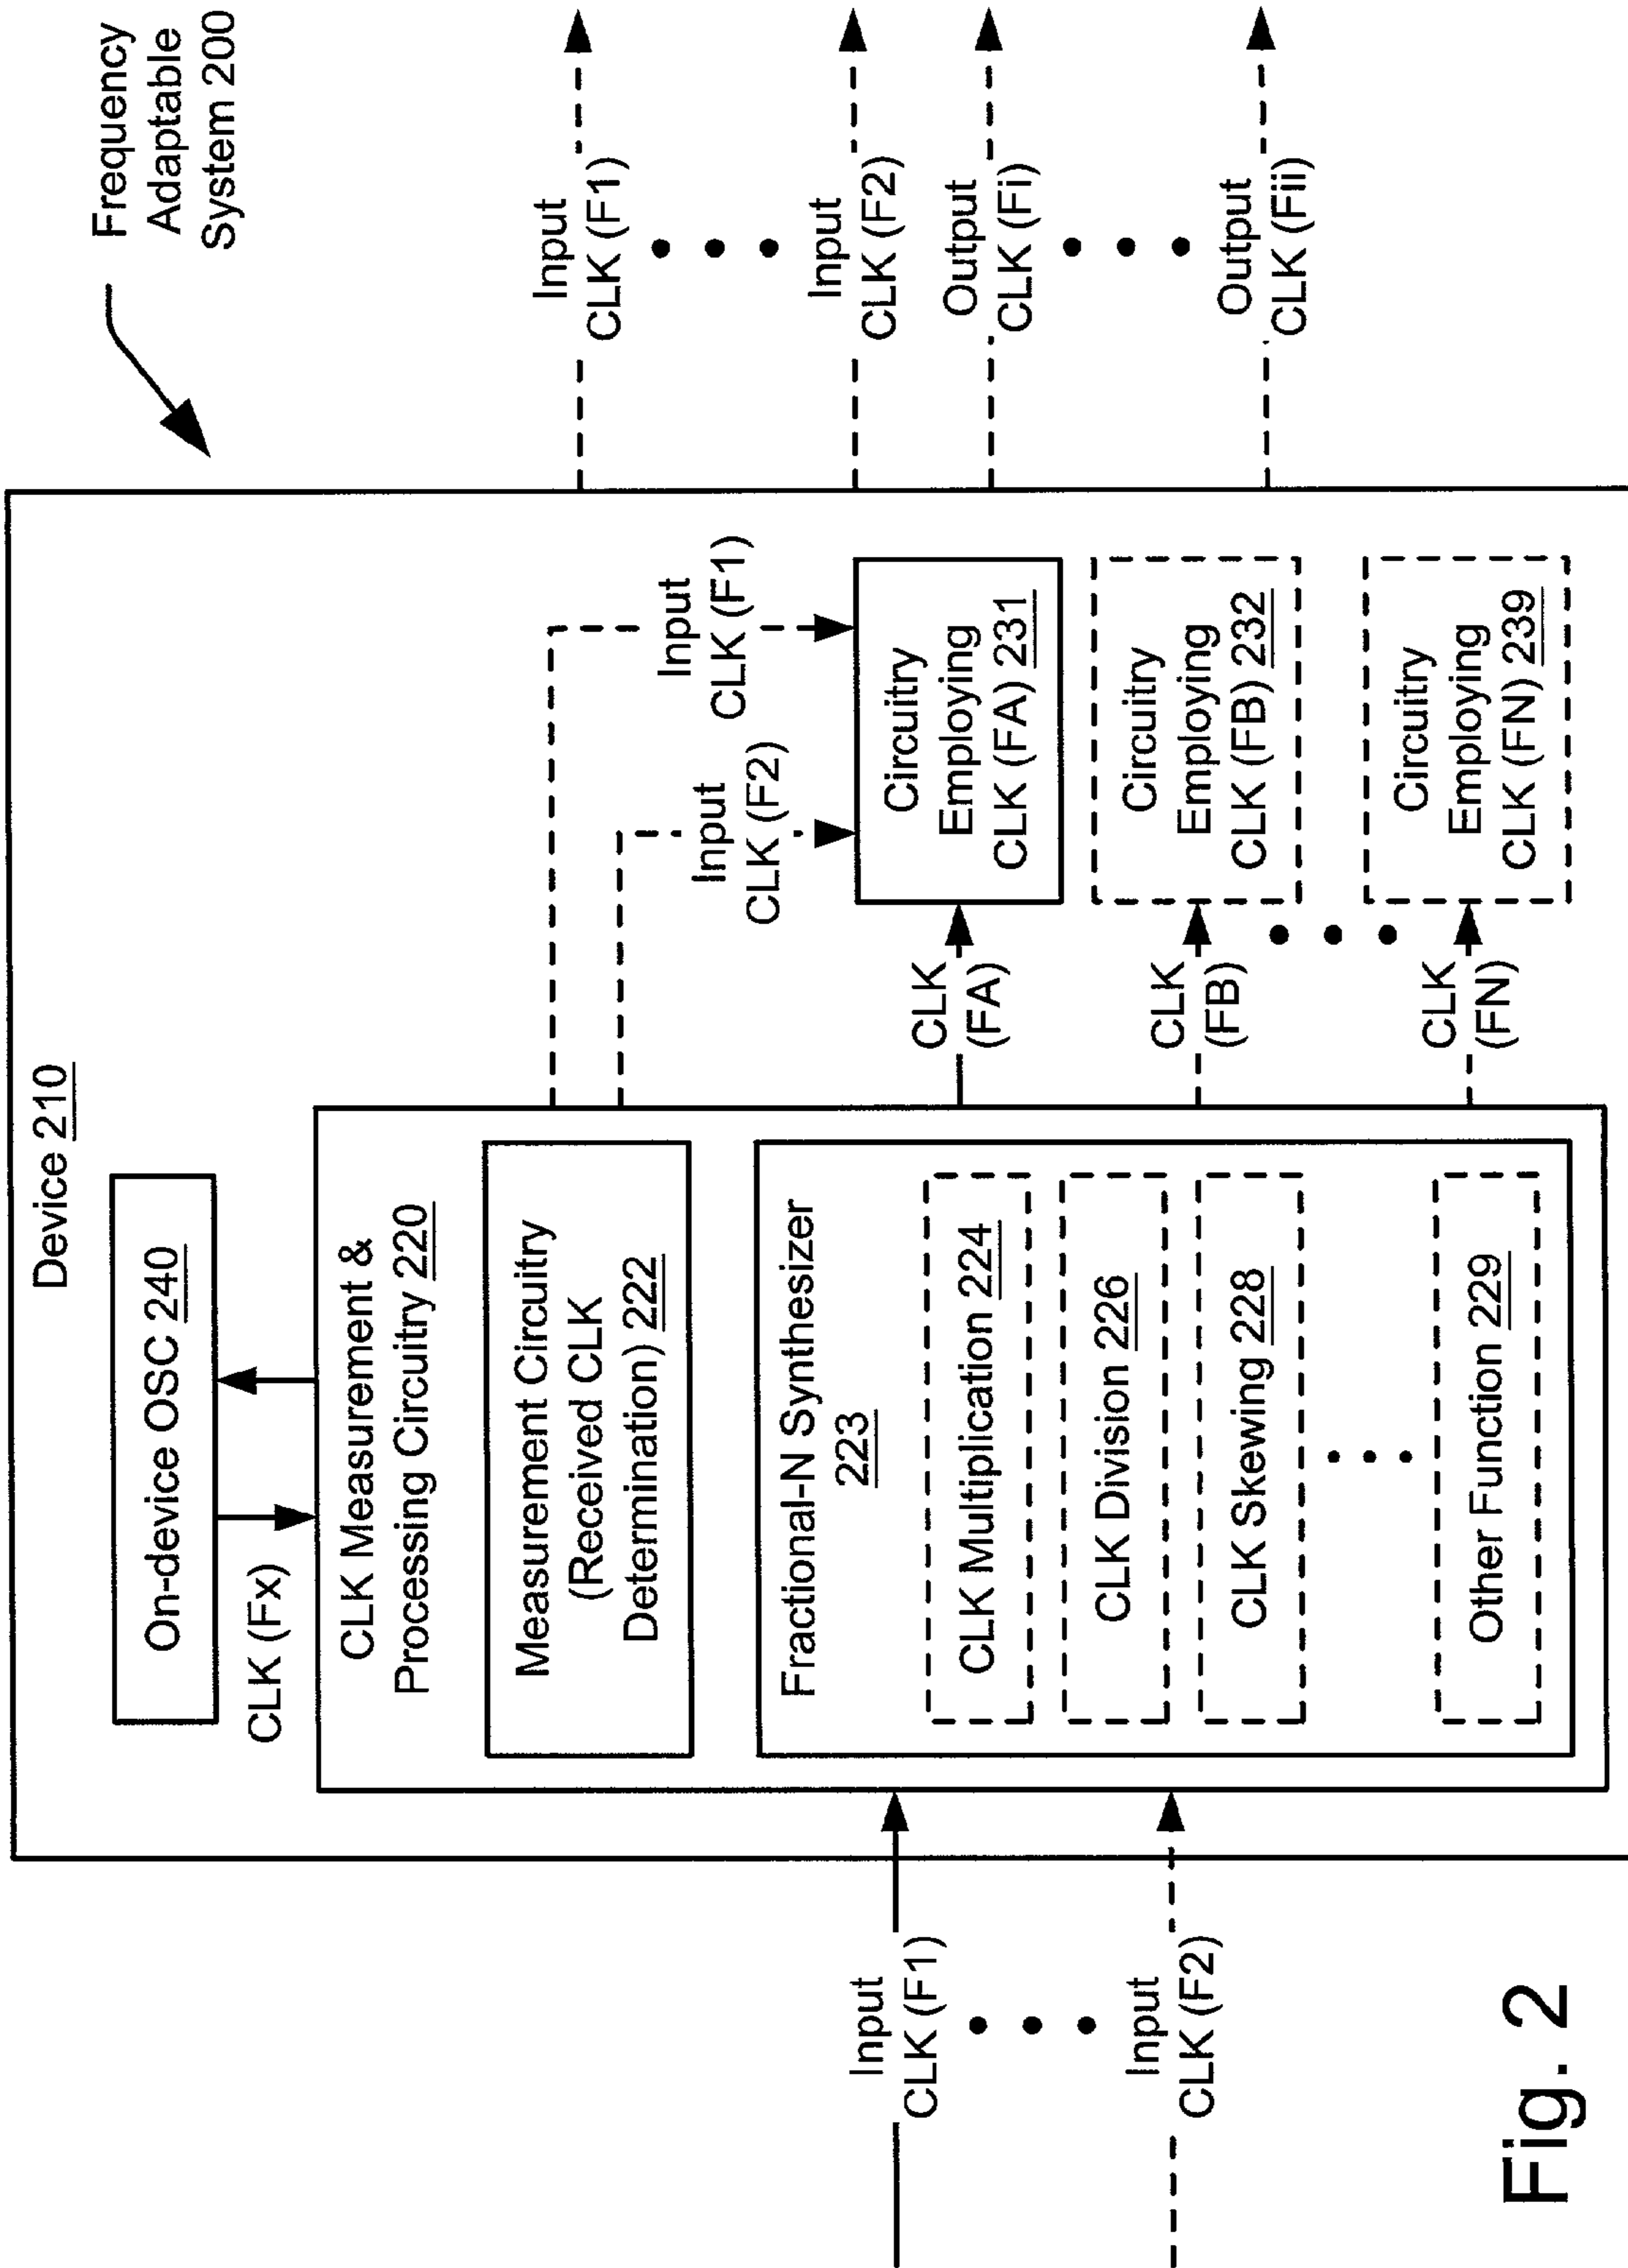 Frequency
Adaptable
System 200
Device 210
On-device OSC 240
CLK (Fx)
CLK Measurement &
Processing Circuitry 220
Measurement Circuitry
(Received CLK
Determination) 222
Fractional-N Synthesizer
223
CLK Multiplication 224
CLK Division 226
CLK Skewing 228
Other Function 229
Input
CLK (F1)
Input
CLK (F2)
Input
CLK (F2)
Input
CLK (F1)
CLK
(FA)
CLK
(FB)
CLK
(FN)
Circuitry
Employing
CLK (FA) 231
Circuitry
Employing
CLK (FB) 232
Circuitry
Employing
CLK (FN) 239
Input
CLK (F1)
Input
CLK (F2)
Output
CLK (Fi)
Output
CLK (Fii)
Fig. 2